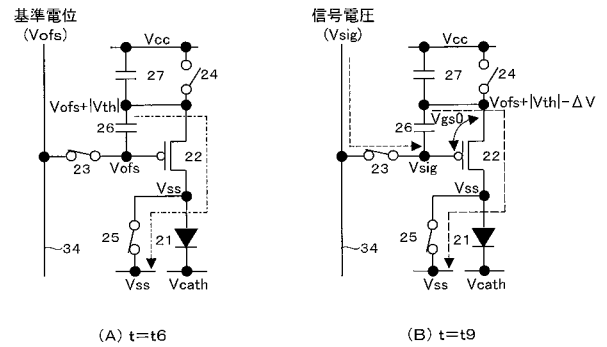 基準電位
(Vofs)
Vcc
27
24
Vofs+|Vth|
26
23
Vofs
22
Vss
25
21
34
Vss
Vcath
(A) t=t6
信号電圧
(Vsig)
Vcc
27
24
Vofs+|Vth|-ΔV
26
Vgs0
23
Vsig
22
Vss
25
21
34
Vss
Vcath
(B) t=t9